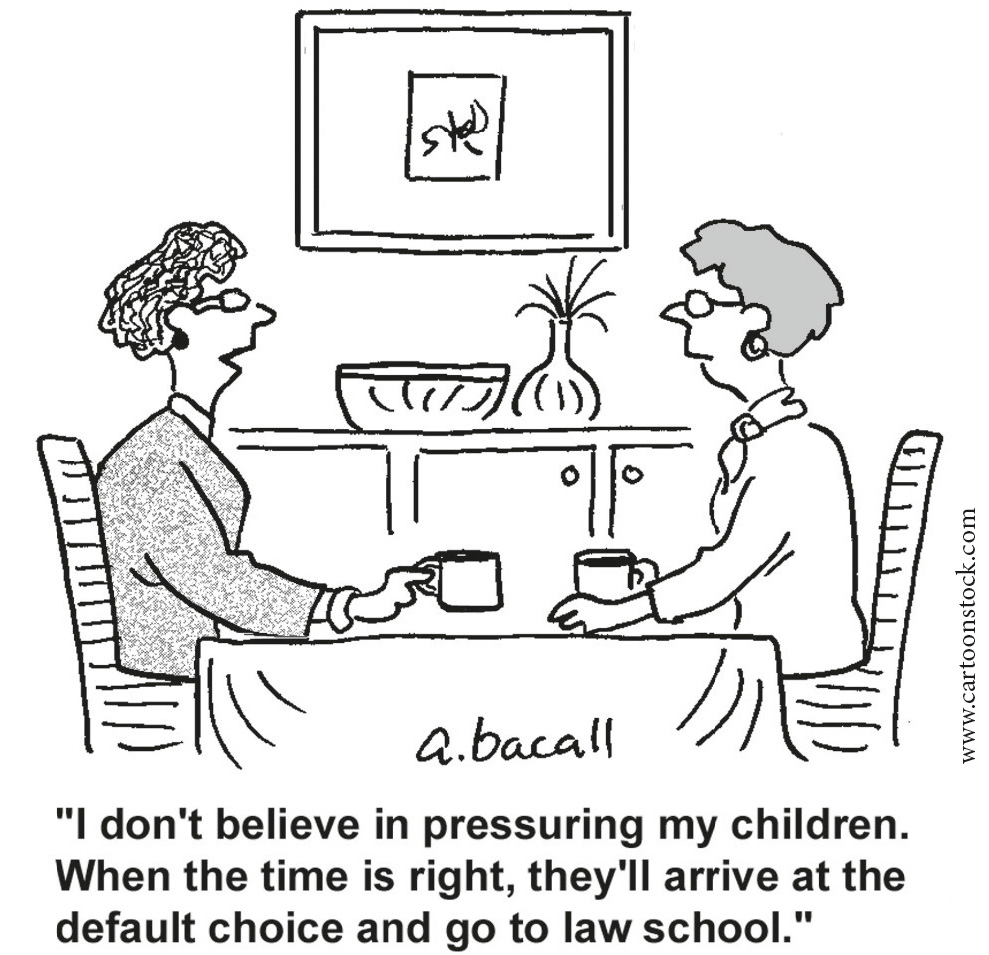 a.bacall
www.cartoonstock.com
"I don't believe in pressuring my children.
When the time is right, they'll arrive at the
default choice and go to law school."